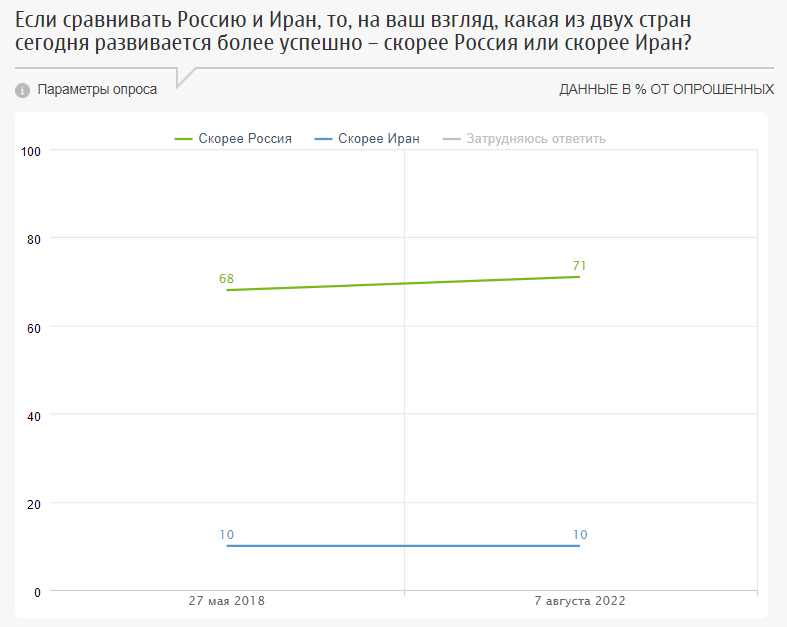 Если сравнивать Россию и Иран, то, на ваш взгляд, какая из двух стран
сегодня развивается более успешно – скорее Россия или скорее Иран?
i Параметры опроса ДАННЫЕ В % ОТ ОПРОШЕННЫХ
Скорее Россия Скорее Иран Затрудняюсь ответить
100
80
71
68
60
40
20
10 10
0
27 мая 2018 7 августа 2022